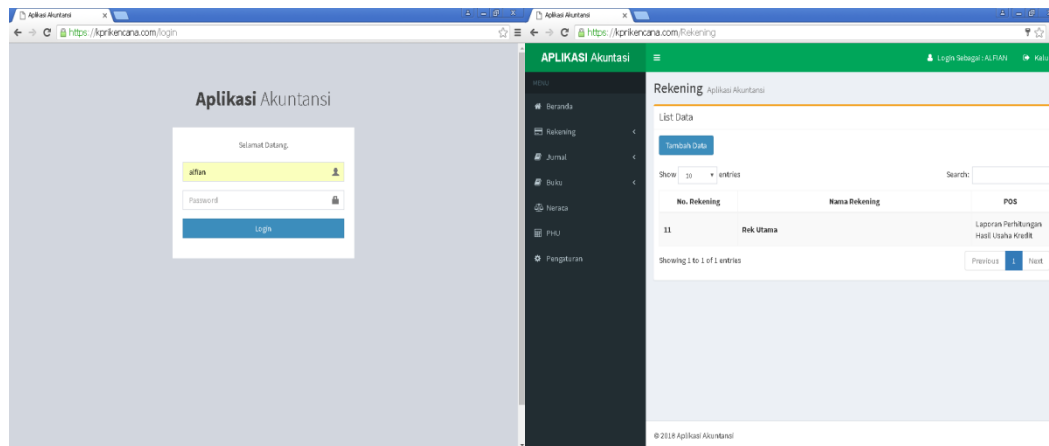 Aplikasi Akuntansi
https://kprikencana.com/login
Aplikasi Akuntansi
Selamat Datang.
alfian
Password
Login
Aplikasi Akuntansi
https://kprikencana.com/Rekening
APLIKASI Akuntasi
Login Sebagai : ALFIAN
Kalu
MENU
Beranda
Rekening
Jurnal
Buku
Neraca
PHU
Pengaturan
Rekening Aplikasi Akuntansi
List Data
Tambah Data
Show 10 entries
Search:
No. Rekening Nama Rekening POS
11 Rek Utama Laporan Perhitungan
Hasil Usaha Kredit
Showing 1 to 1 of 1 entries
Previous 1 Next
© 2018 Aplikasi Akuntansi